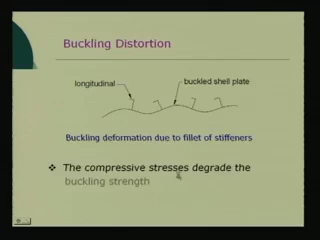 Buckling Distortion
longitudinal
buckled shell plate
Buckling deformation due to fillet of stiffeners
❖ The compressive stresses degrade the
buckling strength